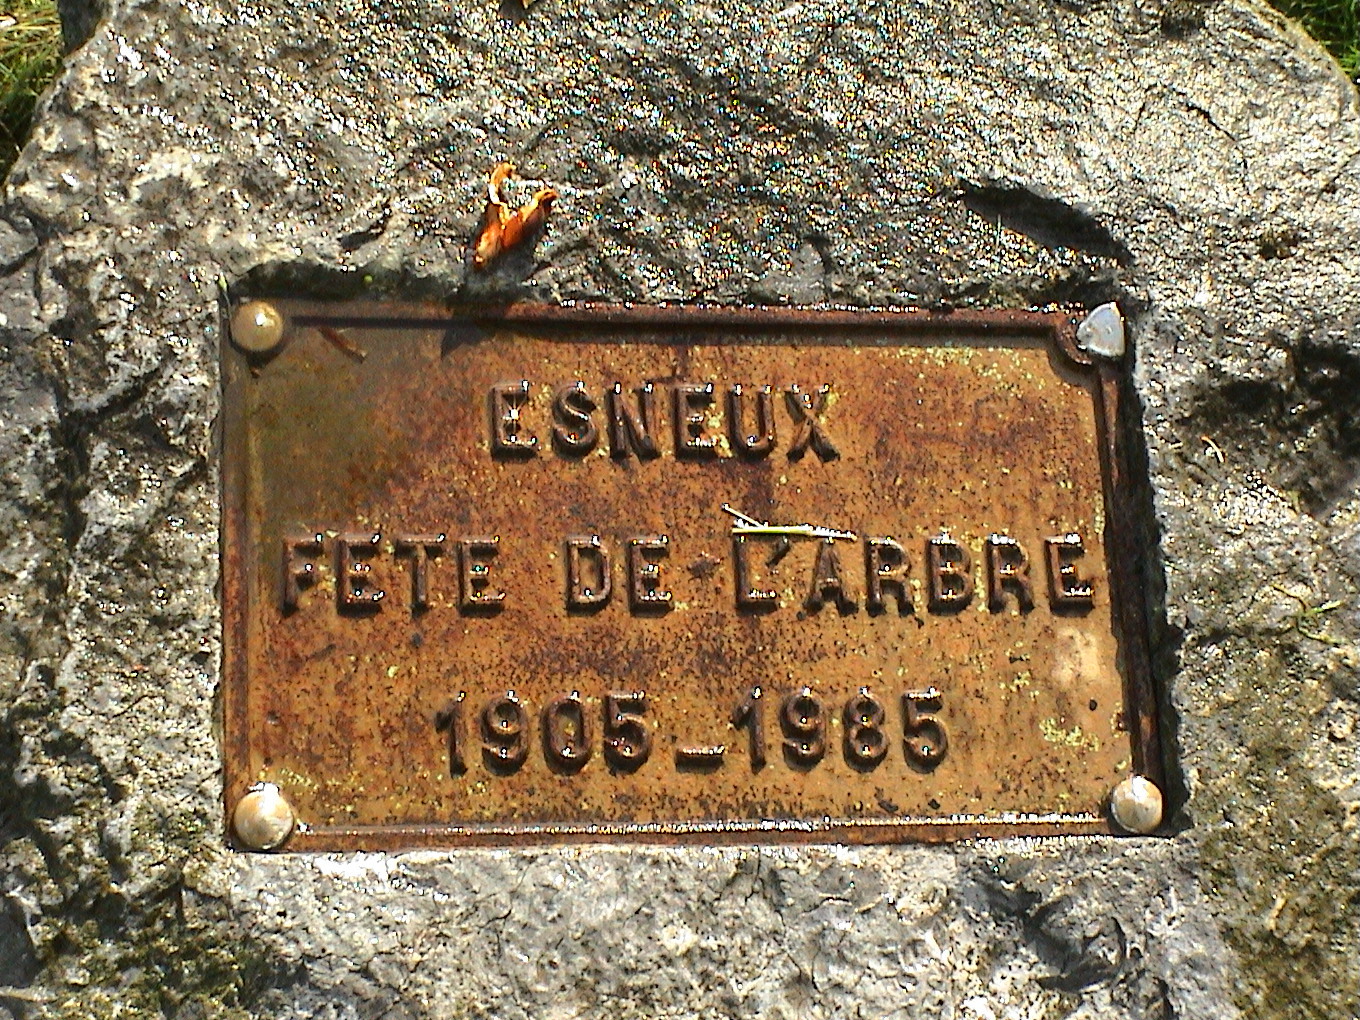 ESNEUX
FETE DE L'ARBRE
1905_1985